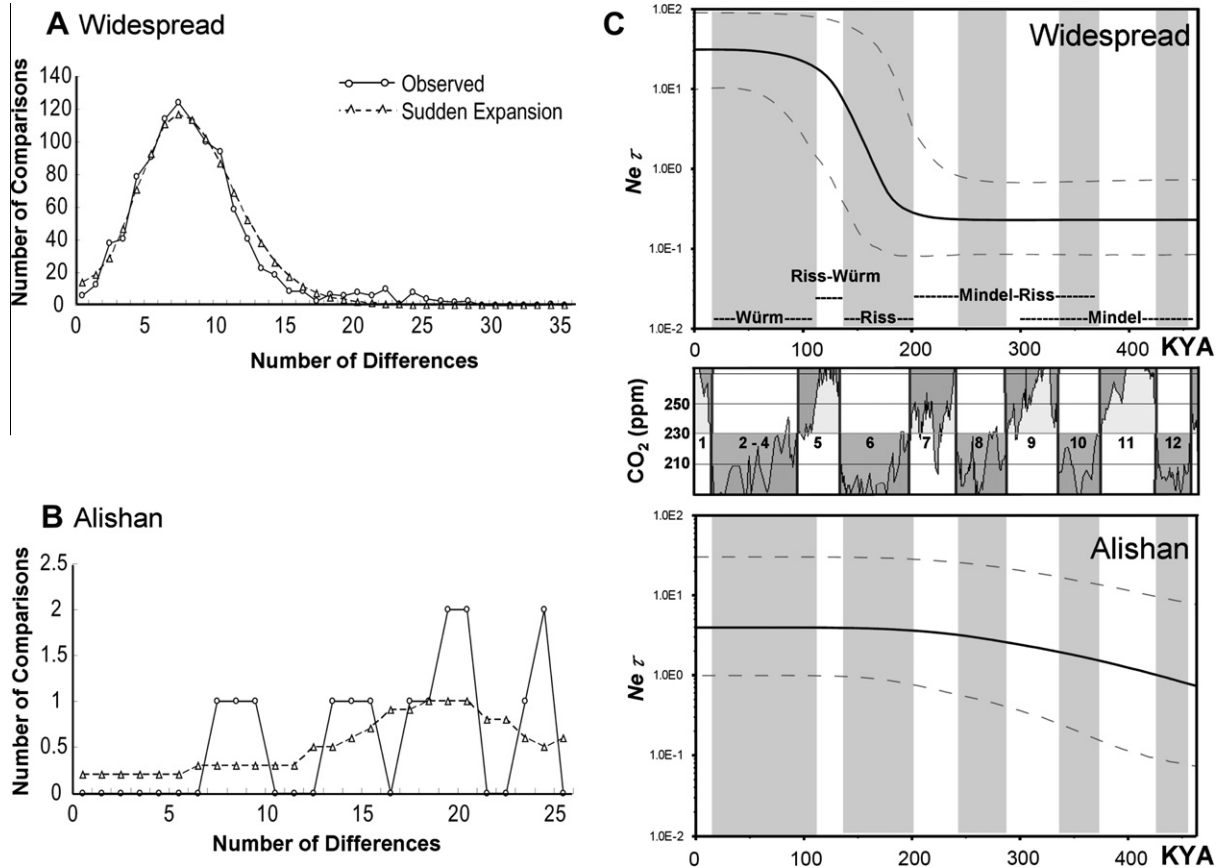 A Widespread
Number of Comparisons
140
120
100
80
60
40
20
0
0 5 10 15 20 25 30 35
Number of Differences
Observed
Sudden Expansion
B Alishan
Number of Comparisons
2.5
2
1.5
1
0.5
0
0 5 10 15 20 25
Number of Differences
C
Widespread
Ne τ
1.0E2
1.0E1
1.0E0
1.0E-1
1.0E-2
Riss-Würm
Mindel-Riss
Würm Riss Mindel
0 100 200 300 400 KYA
CO2 (ppm)
250
230
210
1 2 - 4 5 6 7 8 9 10 11 12
Alishan
Ne τ
1.0E2
1.0E1
1.0E0
1.0E-1
1.0E-2
0 100 200 300 400 KYA